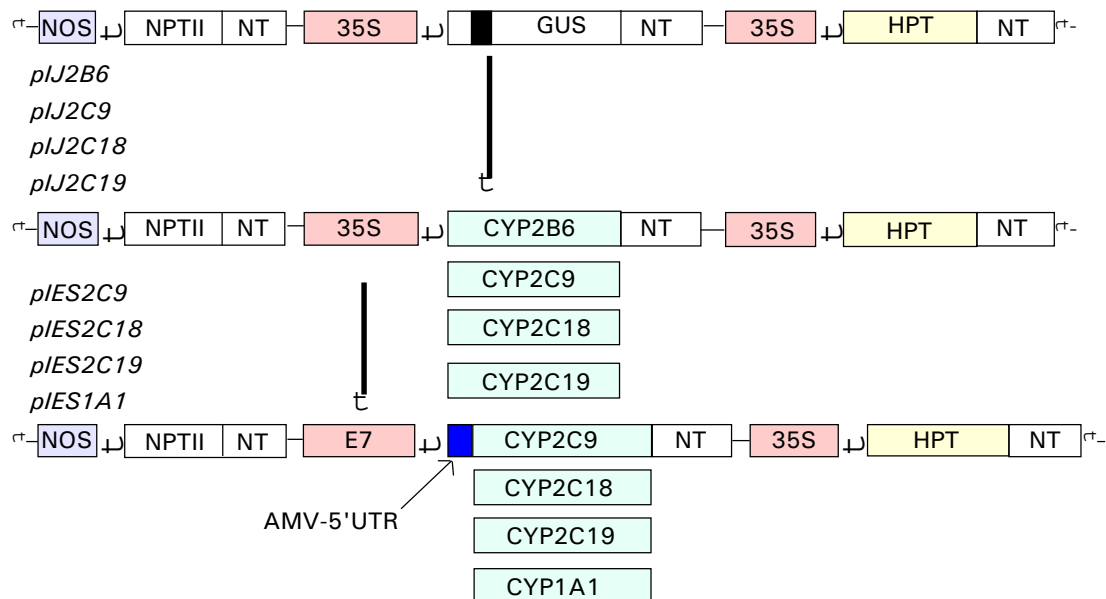 NOS NPTII NT 35S GUS NT 35S HPT NT
pIJ2B6
pIJ2C9
pIJ2C18
pIJ2C19
NOS NPTII NT 35S CYP2B6 NT 35S HPT NT
CYP2C9
CYP2C18
CYP2C19
pIES2C9
pIES2C18
pIES2C19
pIES1A1
NOS NPTII NT E7 CYP2C9 NT 35S HPT NT
CYP2C18
CYP2C19
CYP1A1
AMV-5'UTR